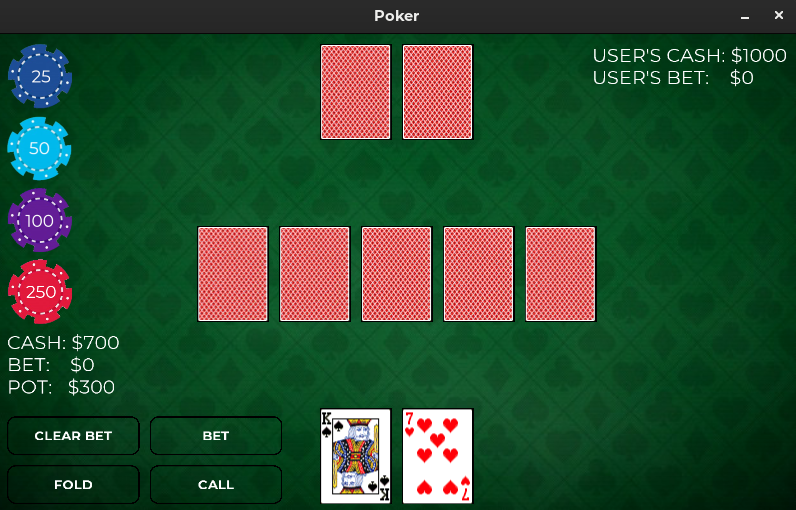 Poker
25
50
100
250
USER'S CASH: $1000
USER'S BET: $0
CASH: $700
BET: $0
POT: $300
CLEAR BET
BET
FOLD
CALL
K
K
7
7